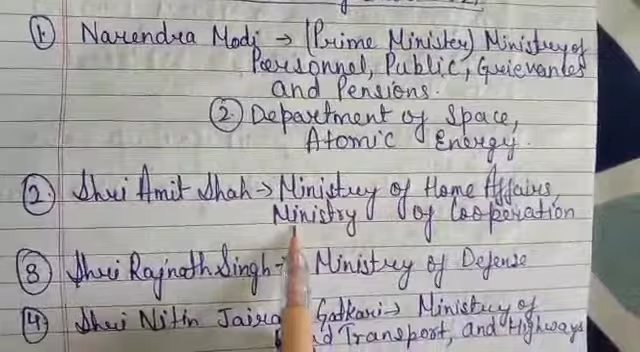 ① Narendra Modi → (Prime Minister) Ministry of
Personnel, Public, Grievances
and Pensions.
② Department of Space,
Atomic Energy.
②. Shri Amit Shah → Ministry of Home Affairs,
Ministry of Cooperation
③ Shri Rajnath Singh → Ministry of Defense
④ Shri Nitin Gadkari → Ministry of
Transport, and Highways